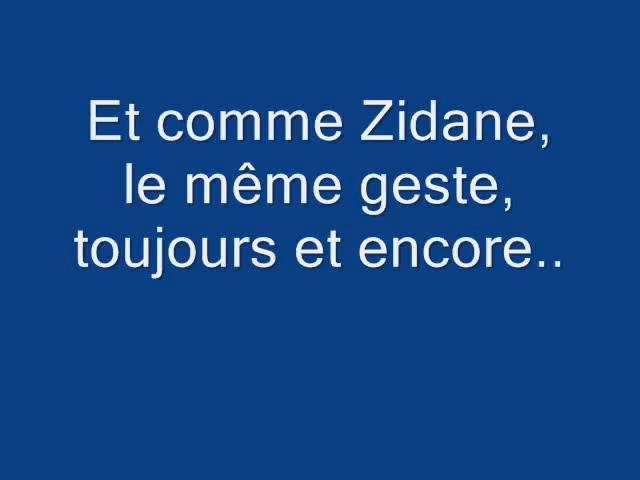 Et comme Zidane,
le même geste,
toujours et encore..